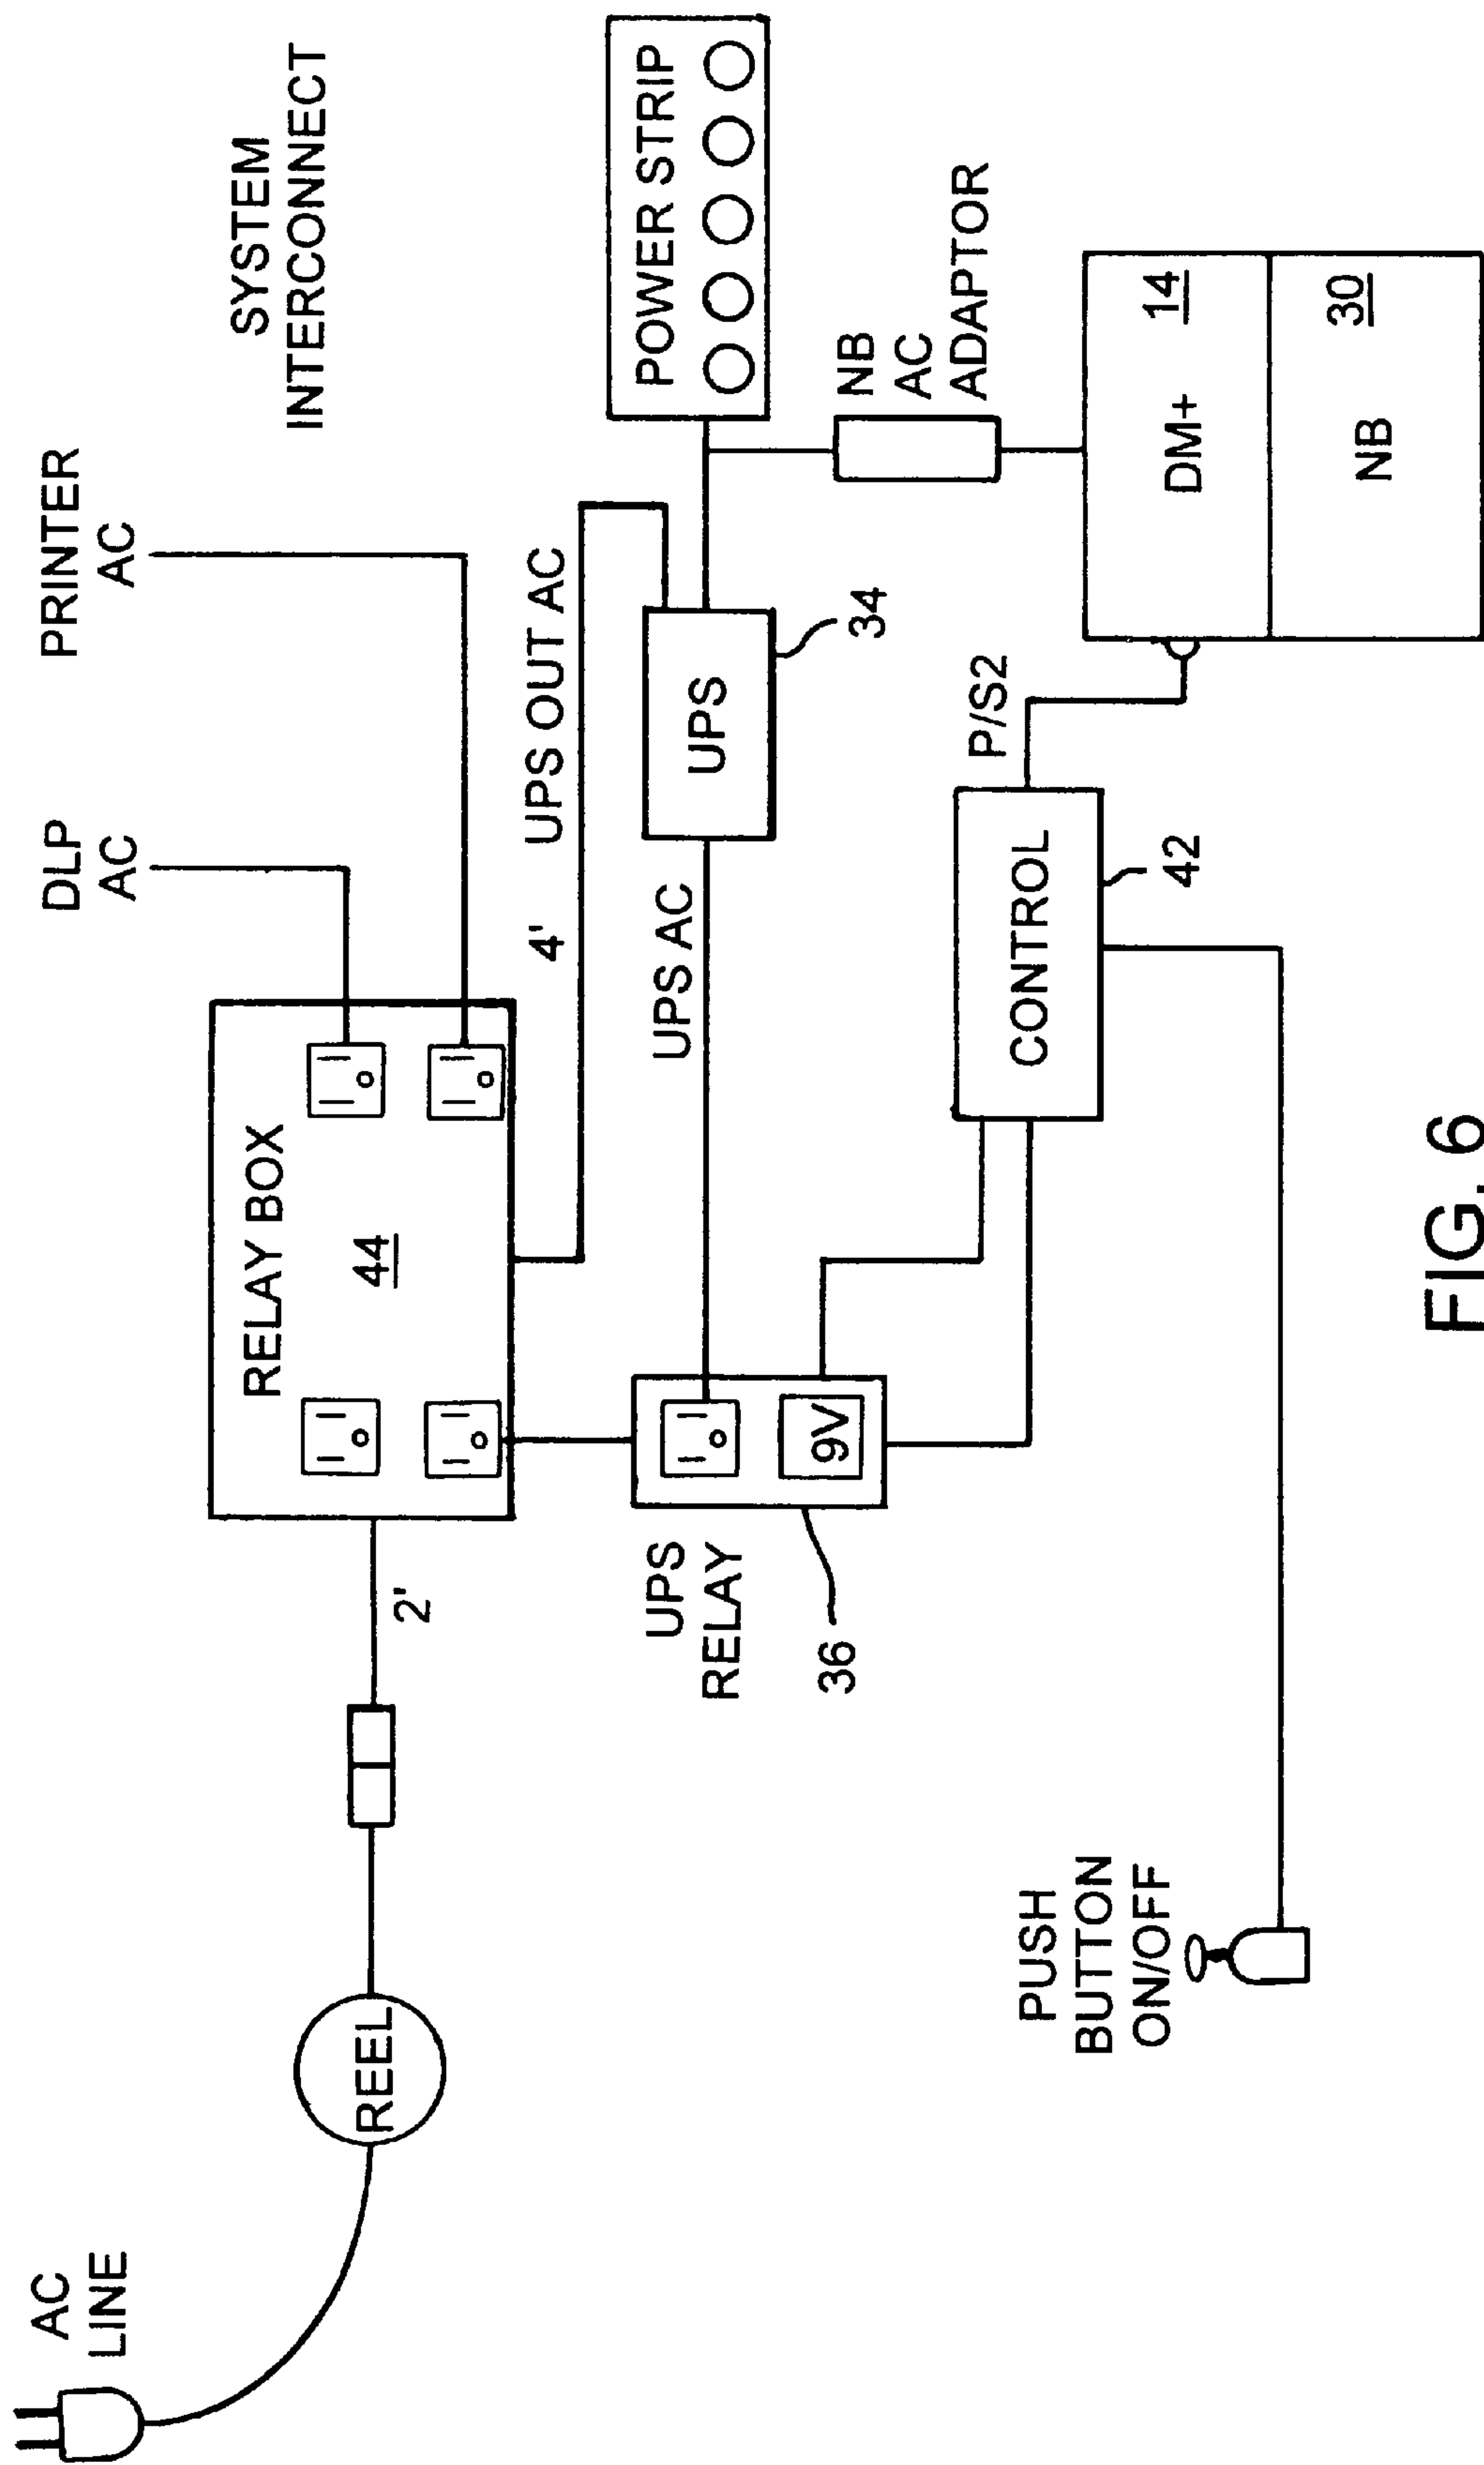 AC
LINE
REEL
2'
RELAY BOX
44
DLP
AC
PRINTER
AC
SYSTEM
INTERCONNECT
4'
UPS OUT AC
UPS
RELAY
36
9V
UPS AC
UPS
34
POWER STRIP
NB
AC
ADAPTOR
PUSH
BUTTON
ON/OFF
CONTROL
42
P/S2
DM+
14
NB
30
FIG. 6